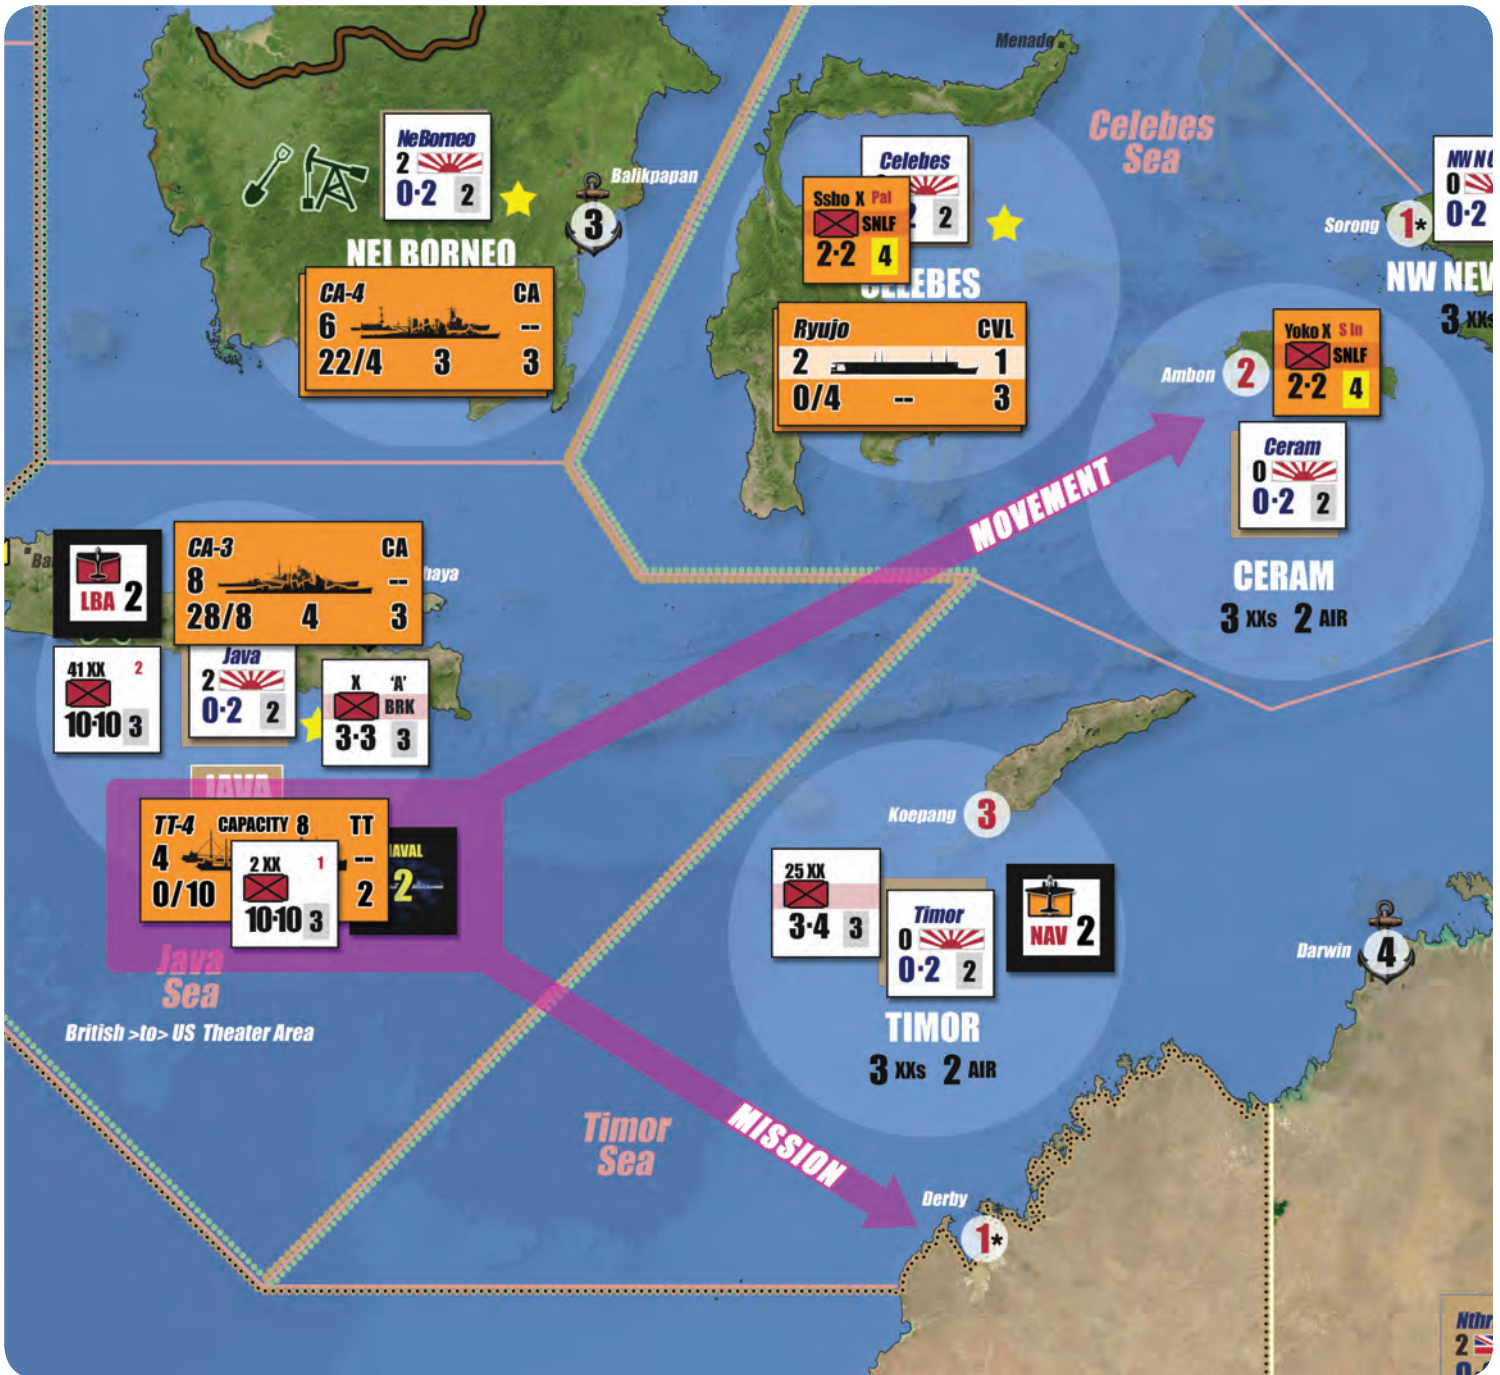 Menado
Celebes
Sea
NeiBorneo
2
0-2 2
Balikpapan
3
NEI BORNEO
CA-4 CA
6 --
22/4 3 3
Celebes
2
Ssbo X Pal
SNLF
2-2 4
CELEBES
Ryujo CVL
2 1
0/4 -- 3
NW N
0
0-2
Sorong 1*
NW NEW
3 XXs
Yoko X S In
SNLF
2-2 4
Ambon 2
Ceram
0
0-2 2
CERAM
3 XXs 2 AIR
MOVEMENT
Ba
LBA 2
CA-3 CA
8 --
28/8 4 3
baya
41 XX 2
10-10 3
Java
2
0-2 2
X 'A'
BRK
3-3 3
JAVA
TT-4 CAPACITY 8 TT
4 --
0/10 2
2 XX 1
10-10 3
NAVAL
2
Java
Sea
British >to> US Theater Area
Koepang 3
25 XX
3-4 3
Timor
0
0-2 2
NAV 2
TIMOR
3 XXs 2 AIR
Darwin 4
Timor
Sea
MISSION
Derby
1*
Nthr
2